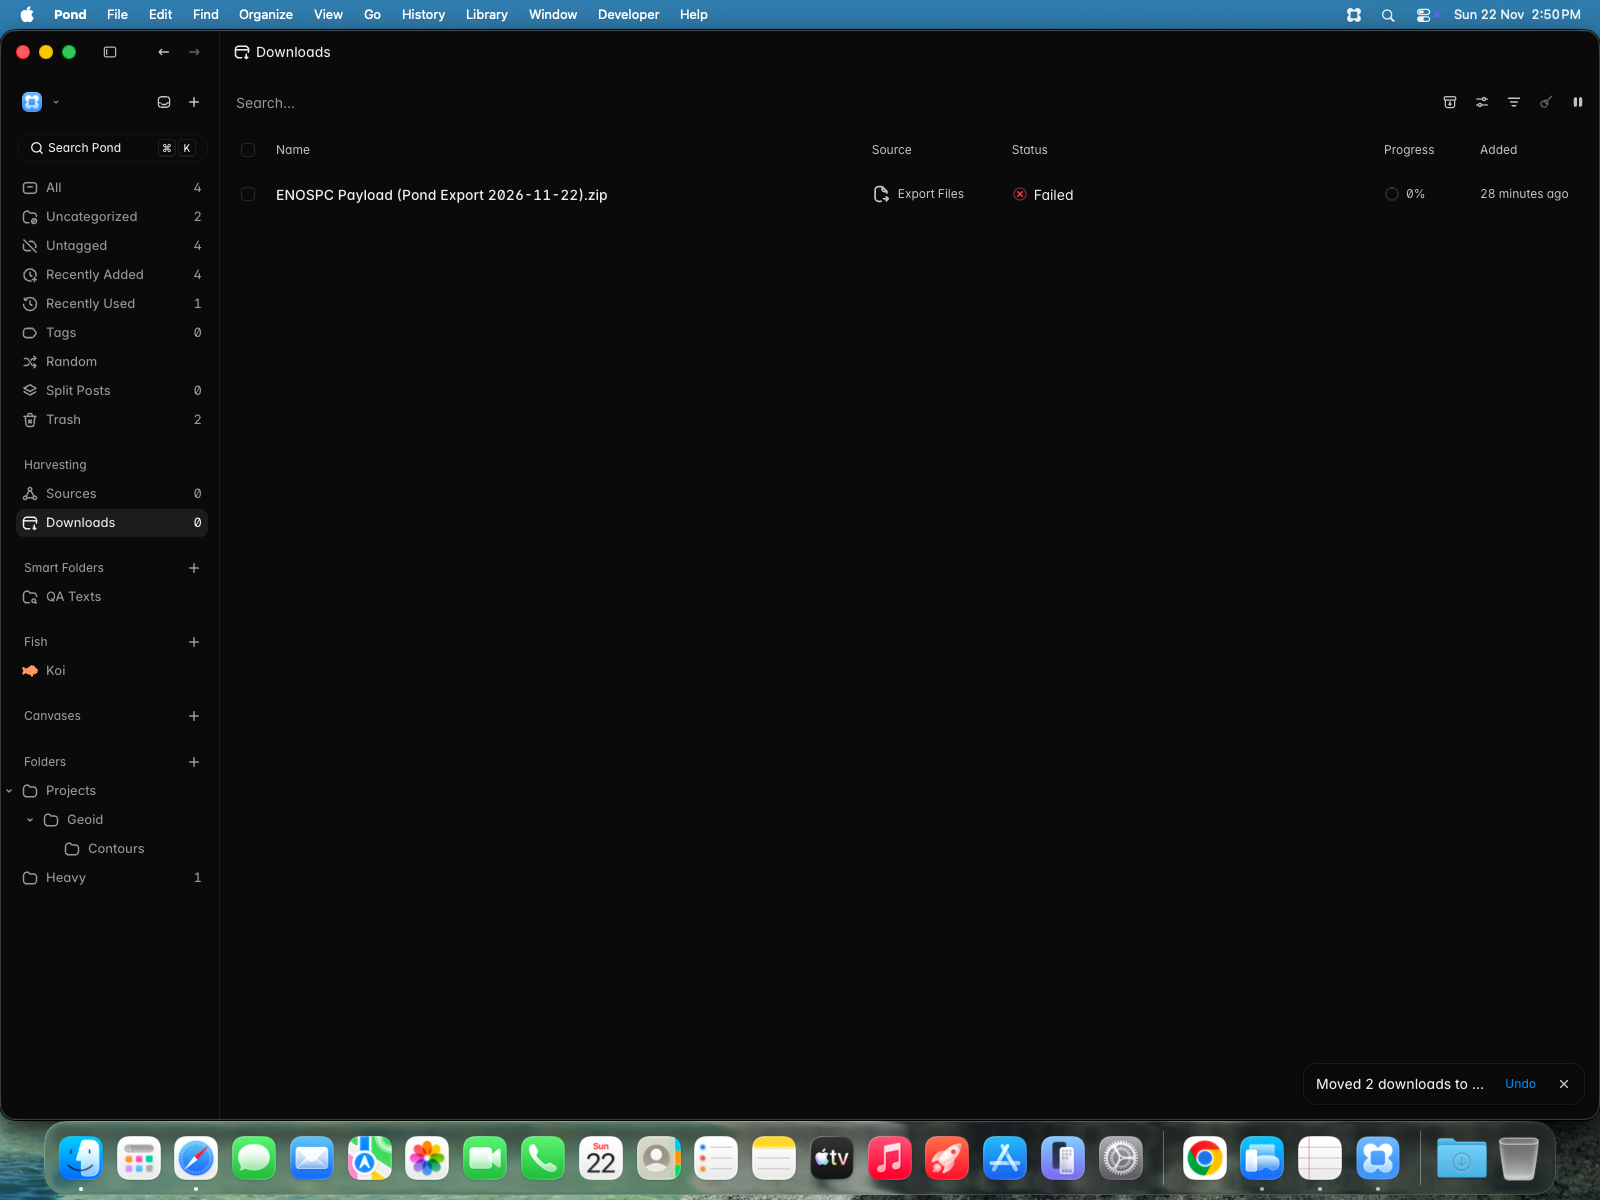 Pond File Edit Find Organize View Go History Library Window Developer Help Sun 22 Nov 2:50 PM
Downloads
Search...
Search Pond ⌘ K
Name Source Status Progress Added
All 4
ENOSPC Payload (Pond Export 2026-11-22).zip Export Files Failed 0% 28 minutes ago
Uncategorized 2
Untagged 4
Recently Added 4
Recently Used 1
Tags 0
Random
Split Posts 0
Trash 2
Harvesting
Sources 0
Downloads 0
Smart Folders
QA Texts
Fish
Koi
Canvases
Folders
Projects
Geoid
Contours
Heavy 1
Moved 2 downloads to ... Undo
Sun
22
tv